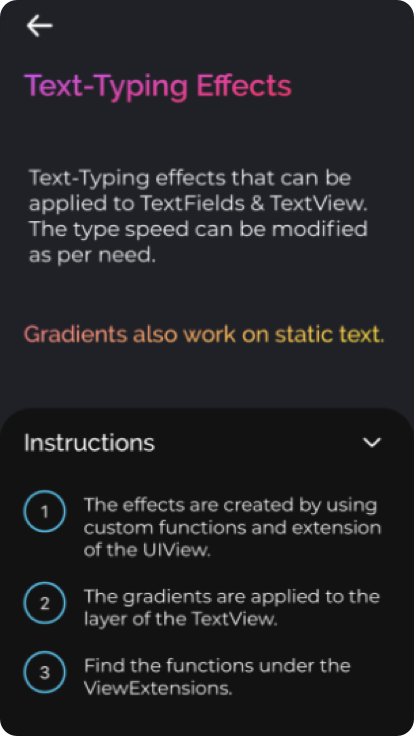 Text-Typing Effects
Text-Typing effects that can be
applied to TextFields & TextView.
The type speed can be modified
as per need.
Gradients also work on static text.
Instructions
1
The effects are created by using
custom functions and extension
of the UIView.
2
The gradients are applied to the
layer of the TextView.
3
Find the functions under the
ViewExtensions.